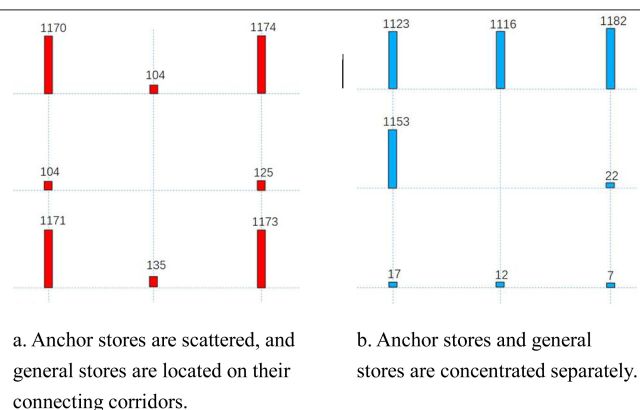 1170 1174
104
104 125
1171 1173
135
1123 1116 1182
1153
22
17 12 7
a. Anchor stores are scattered, and
general stores are located on their
connecting corridors.
b. Anchor stores and general
stores are concentrated separately.